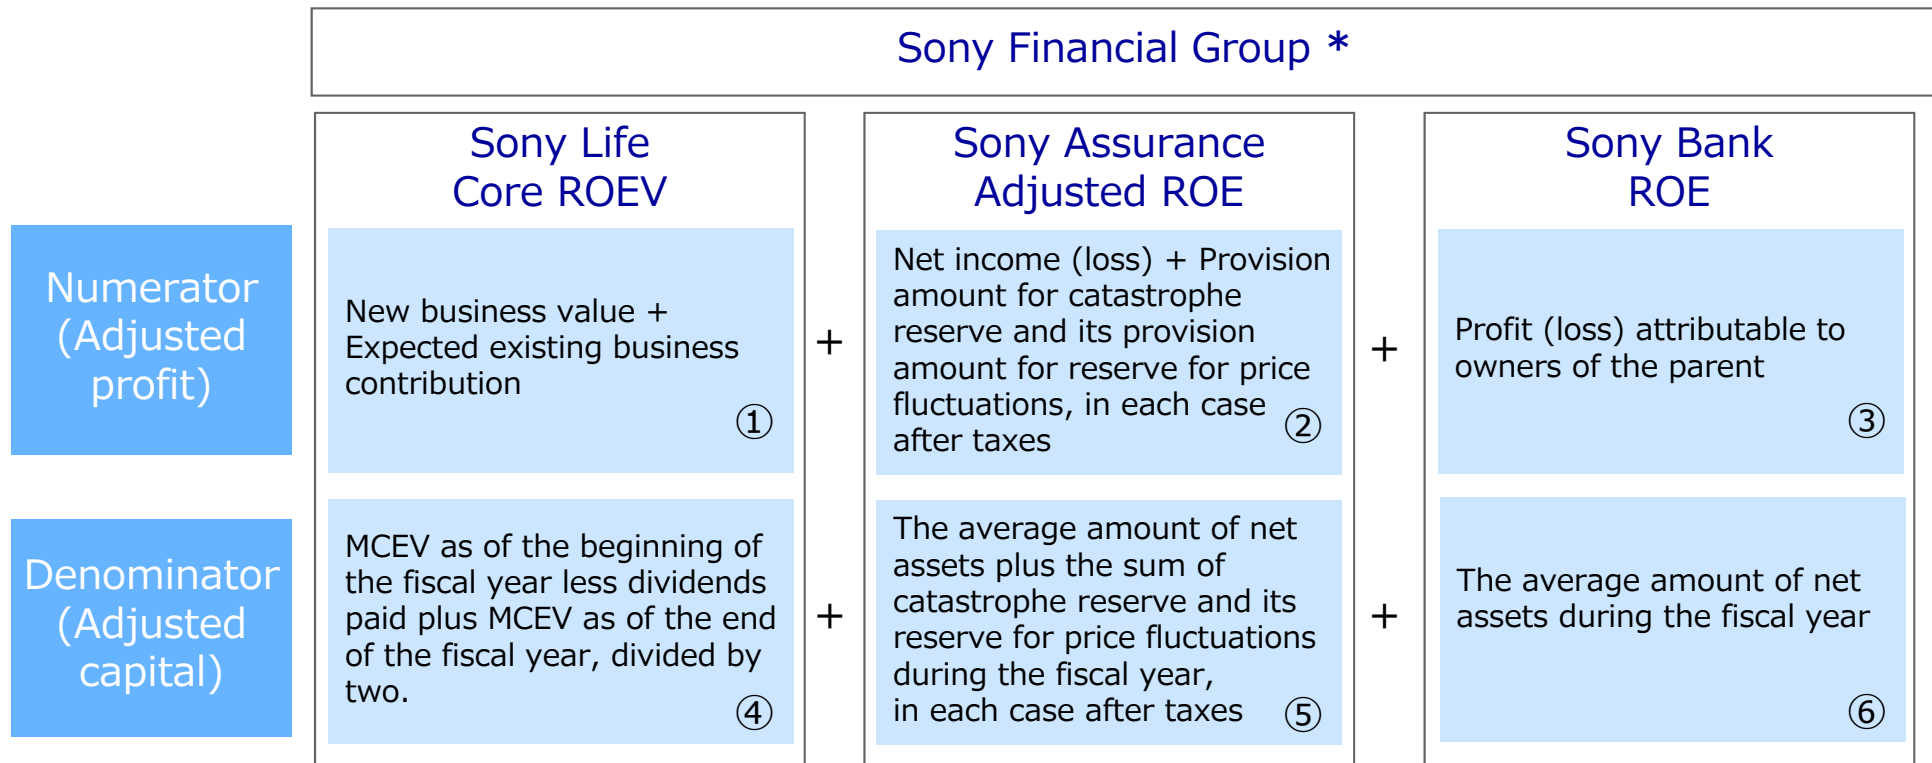 Sony Financial Group *
Sony Life
Core ROEV
Sony Assurance
Adjusted ROE
Sony Bank
ROE
Numerator
(Adjusted
profit)
New business value +
Expected existing business
contribution
①
+
Net income (loss) + Provision
amount for catastrophe
reserve and its provision
amount for reserve for price
fluctuations, in each case
after taxes
②
+
Profit (loss) attributable to
owners of the parent
③
Denominator
(Adjusted
capital)
MCEV as of the beginning of
the fiscal year less dividends
paid plus MCEV as of the end
of the fiscal year, divided by
two.
④
+
The average amount of net
assets plus the sum of
catastrophe reserve and its
reserve for price fluctuations
during the fiscal year,
in each case after taxes
⑤
+
The average amount of net
assets during the fiscal year
⑥